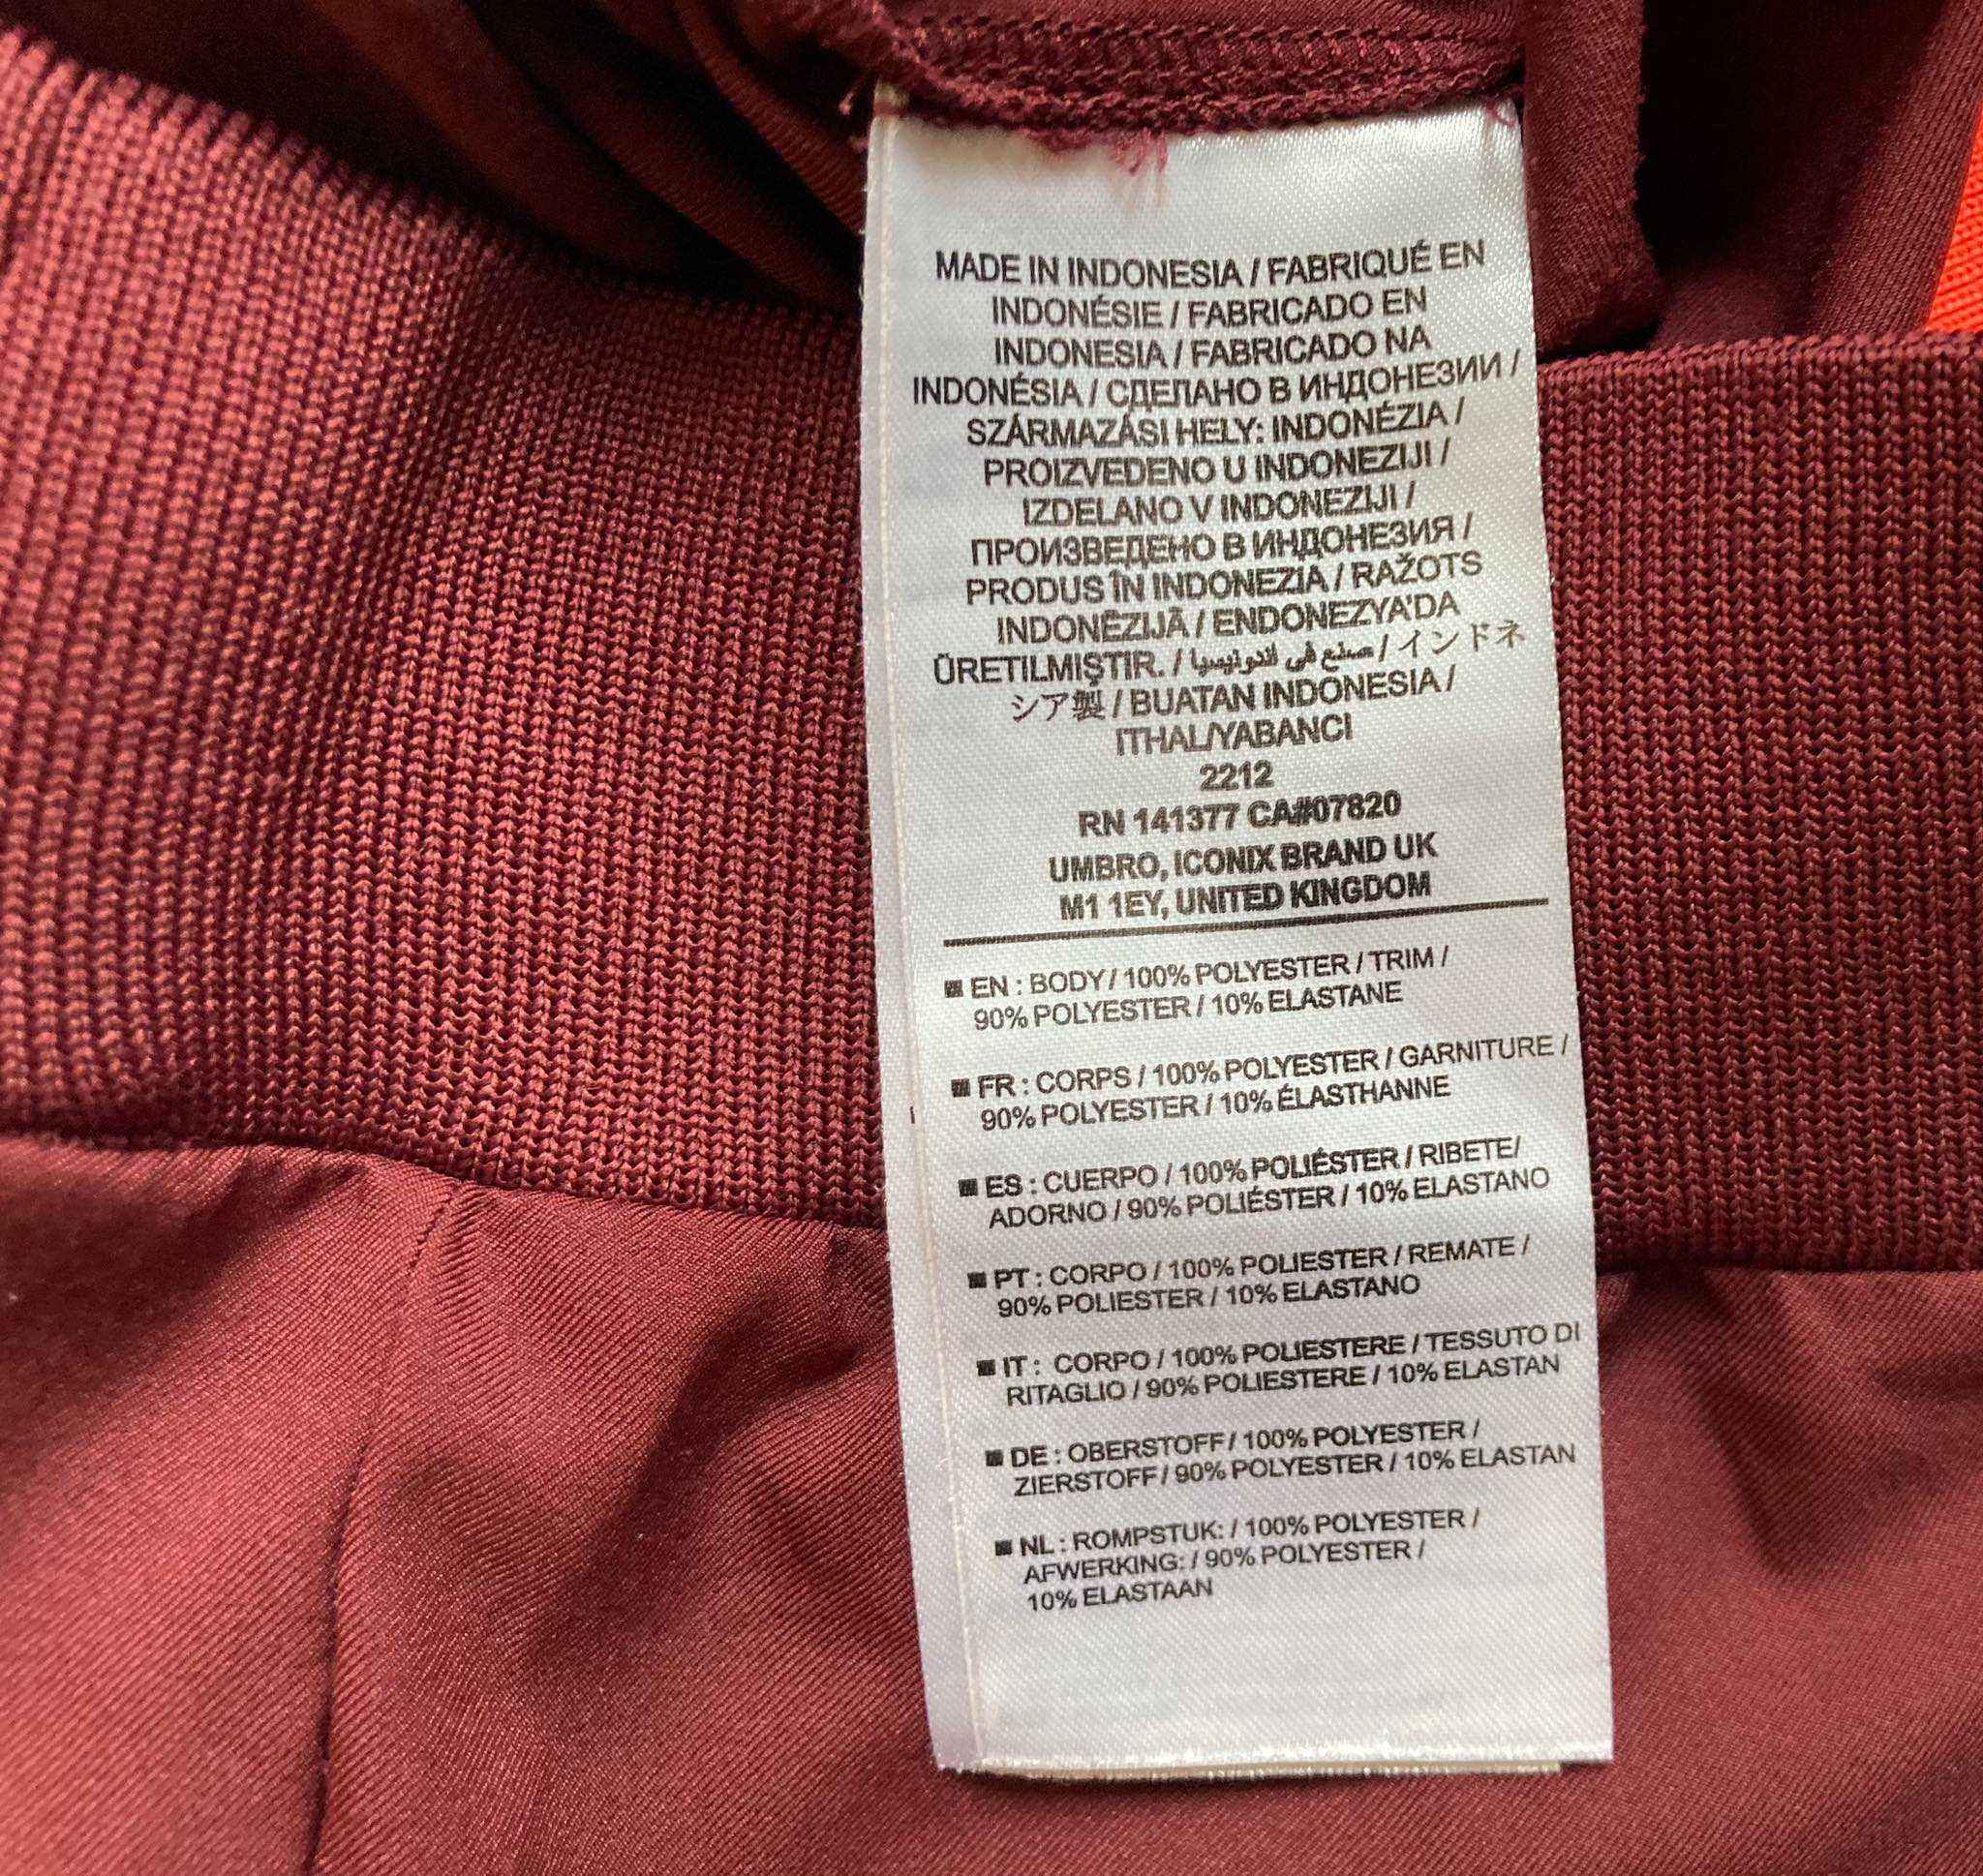 MADE IN INDONESIA / FABRIQUÉ EN
INDONÉSIE / FABRICADO EN
INDONESIA / FABRICADO NA
INDONÉSIA / СДЕЛАНО В ИНДОНЕЗИИ /
SZÁRMAZÁSI HELY: INDONÉZIA /
PROIZVEDENO U INDONEZIJI /
IZDELANO V INDONEZIJI /
ПРОИЗВЕДЕНО В ИНДОНЕЗИЯ /
PRODUS ÎN INDONEZIA / RAŽOTS
INDONĒZIJĀ / ENDONEZYA'DA
ÜRETILMIŞTIR. / صنع في اندونيسيا / インドネ
シア製 / BUATAN INDONESIA /
ITHAL/YABANCI
2212
RN 141377 CA#07820
UMBRO, ICONIX BRAND UK
M1 1EY, UNITED KINGDOM
■ EN : BODY / 100% POLYESTER / TRIM /
90% POLYESTER / 10% ELASTANE
■ FR : CORPS / 100% POLYESTER / GARNITURE /
90% POLYESTER / 10% ÉLASTHANNE
■ ES : CUERPO / 100% POLIÉSTER / RIBETE/
ADORNO / 90% POLIÉSTER / 10% ELASTANO
■ PT : CORPO / 100% POLIESTER / REMATE /
90% POLIESTER / 10% ELASTANO
■ IT : CORPO / 100% POLIESTERE / TESSUTO DI
RITAGLIO / 90% POLIESTERE / 10% ELASTAN
■ DE : OBERSTOFF / 100% POLYESTER /
ZIERSTOFF / 90% POLYESTER / 10% ELASTAN
■ NL : ROMPSTUK: / 100% POLYESTER /
AFWERKING: / 90% POLYESTER /
10% ELASTAAN